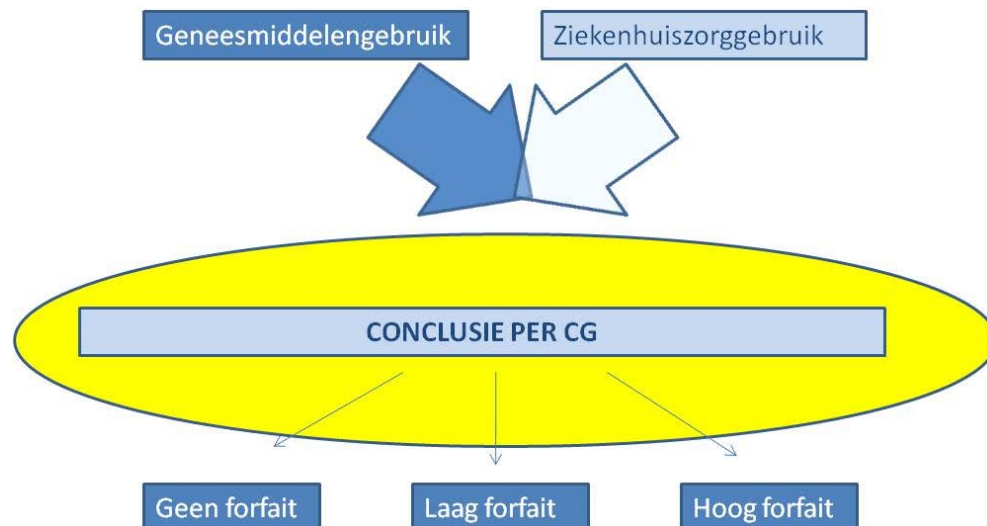 Geneesmiddelengebruik
Ziekenhuiszorggebruik
CONCLUSIE PER CG
Geen forfait
Laag forfait
Hoog forfait